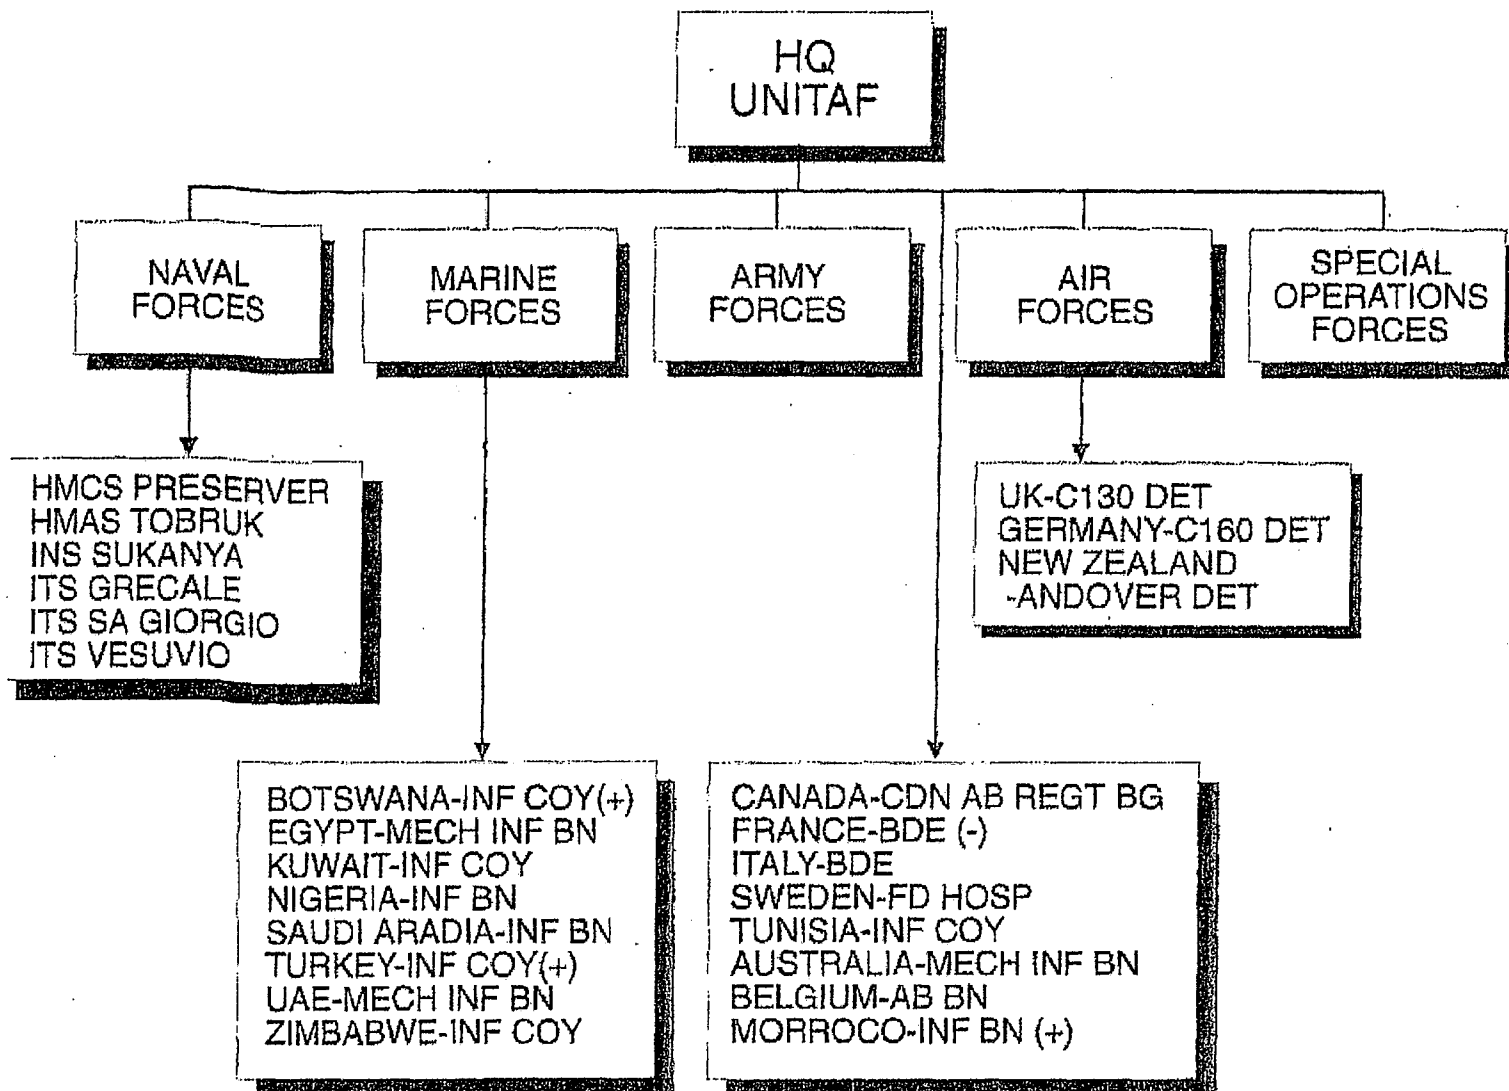 HQ
UNITAF
NAVAL
FORCES
MARINE
FORCES
ARMY
FORCES
AIR
FORCES
SPECIAL
OPERATIONS
FORCES
HMCS PRESERVER
HMAS TOBRUK
INS SUKANYA
ITS GRECALE
ITS SA GIORGIO
ITS VESUVIO
UK-C130 DET
GERMANY-C160 DET
NEW ZEALAND
-ANDOVER DET
BOTSWANA-INF COY(+)
EGYPT-MECH INF BN
KUWAIT-INF COY
NIGERIA-INF BN
SAUDI ARADIA-INF BN
TURKEY-INF COY(+)
UAE-MECH INF BN
ZIMBABWE-INF COY
CANADA-CDN AB REGT BG
FRANCE-BDE (-)
ITALY-BDE
SWEDEN-FD HOSP
TUNISIA-INF COY
AUSTRALIA-MECH INF BN
BELGIUM-AB BN
MORROCO-INF BN (+)